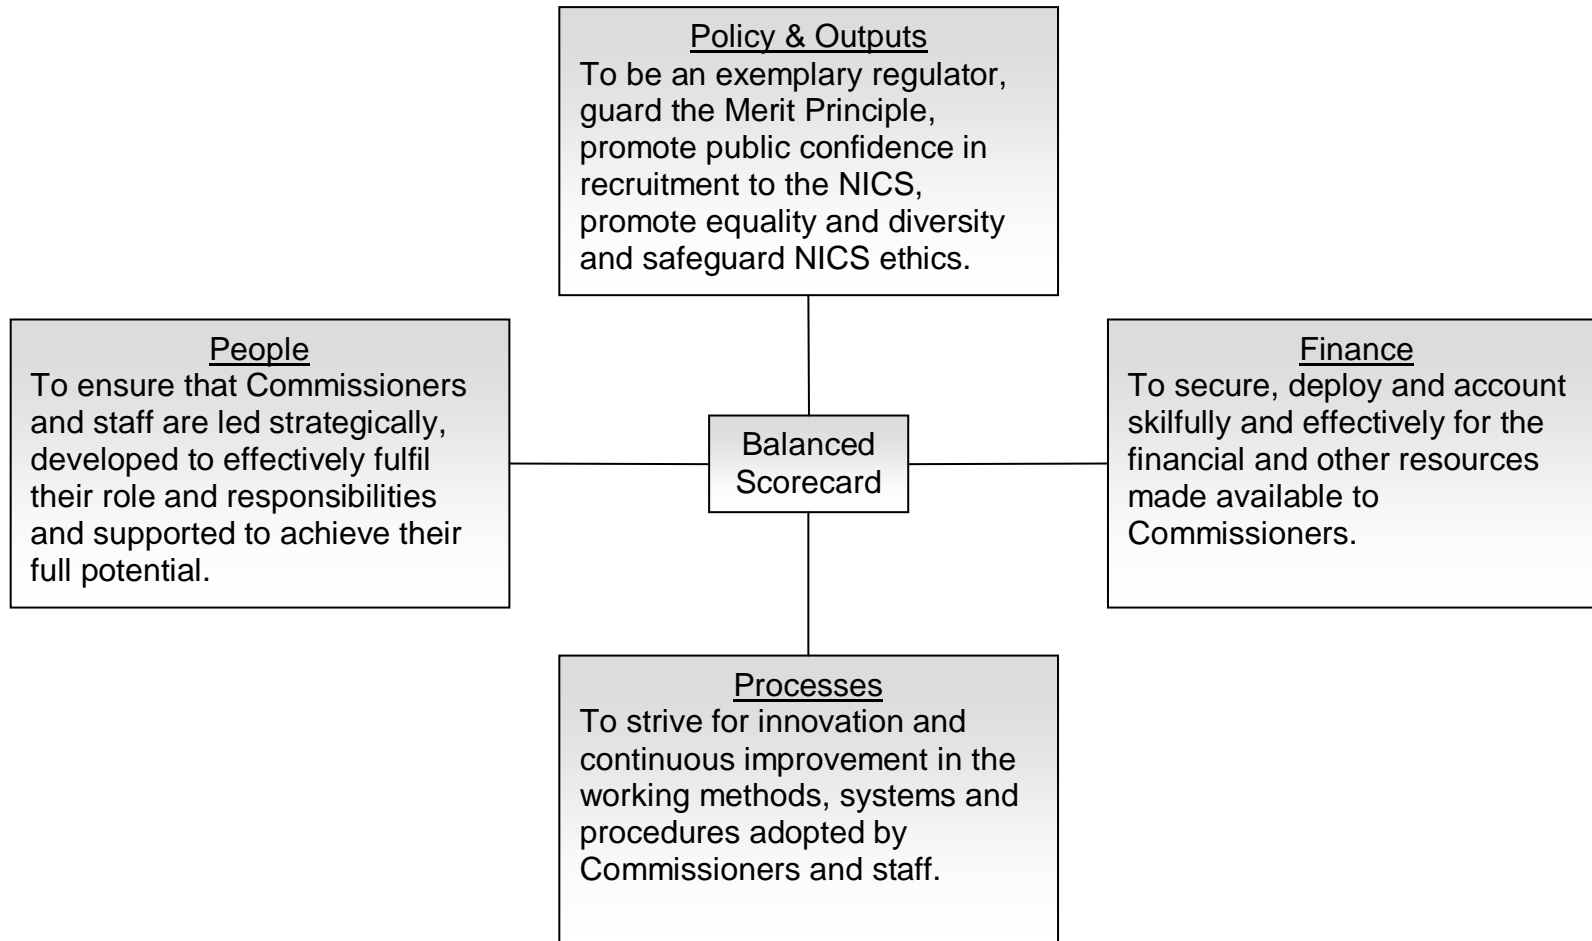 Policy & Outputs
To be an exemplary regulator,
guard the Merit Principle,
promote public confidence in
recruitment to the NICS,
promote equality and diversity
and safeguard NICS ethics.
People
To ensure that Commissioners
and staff are led strategically,
developed to effectively fulfil
their role and responsibilities
and supported to achieve their
full potential.
Balanced
Scorecard
Finance
To secure, deploy and account
skilfully and effectively for the
financial and other resources
made available to
Commissioners.
Processes
To strive for innovation and
continuous improvement in the
working methods, systems and
procedures adopted by
Commissioners and staff.